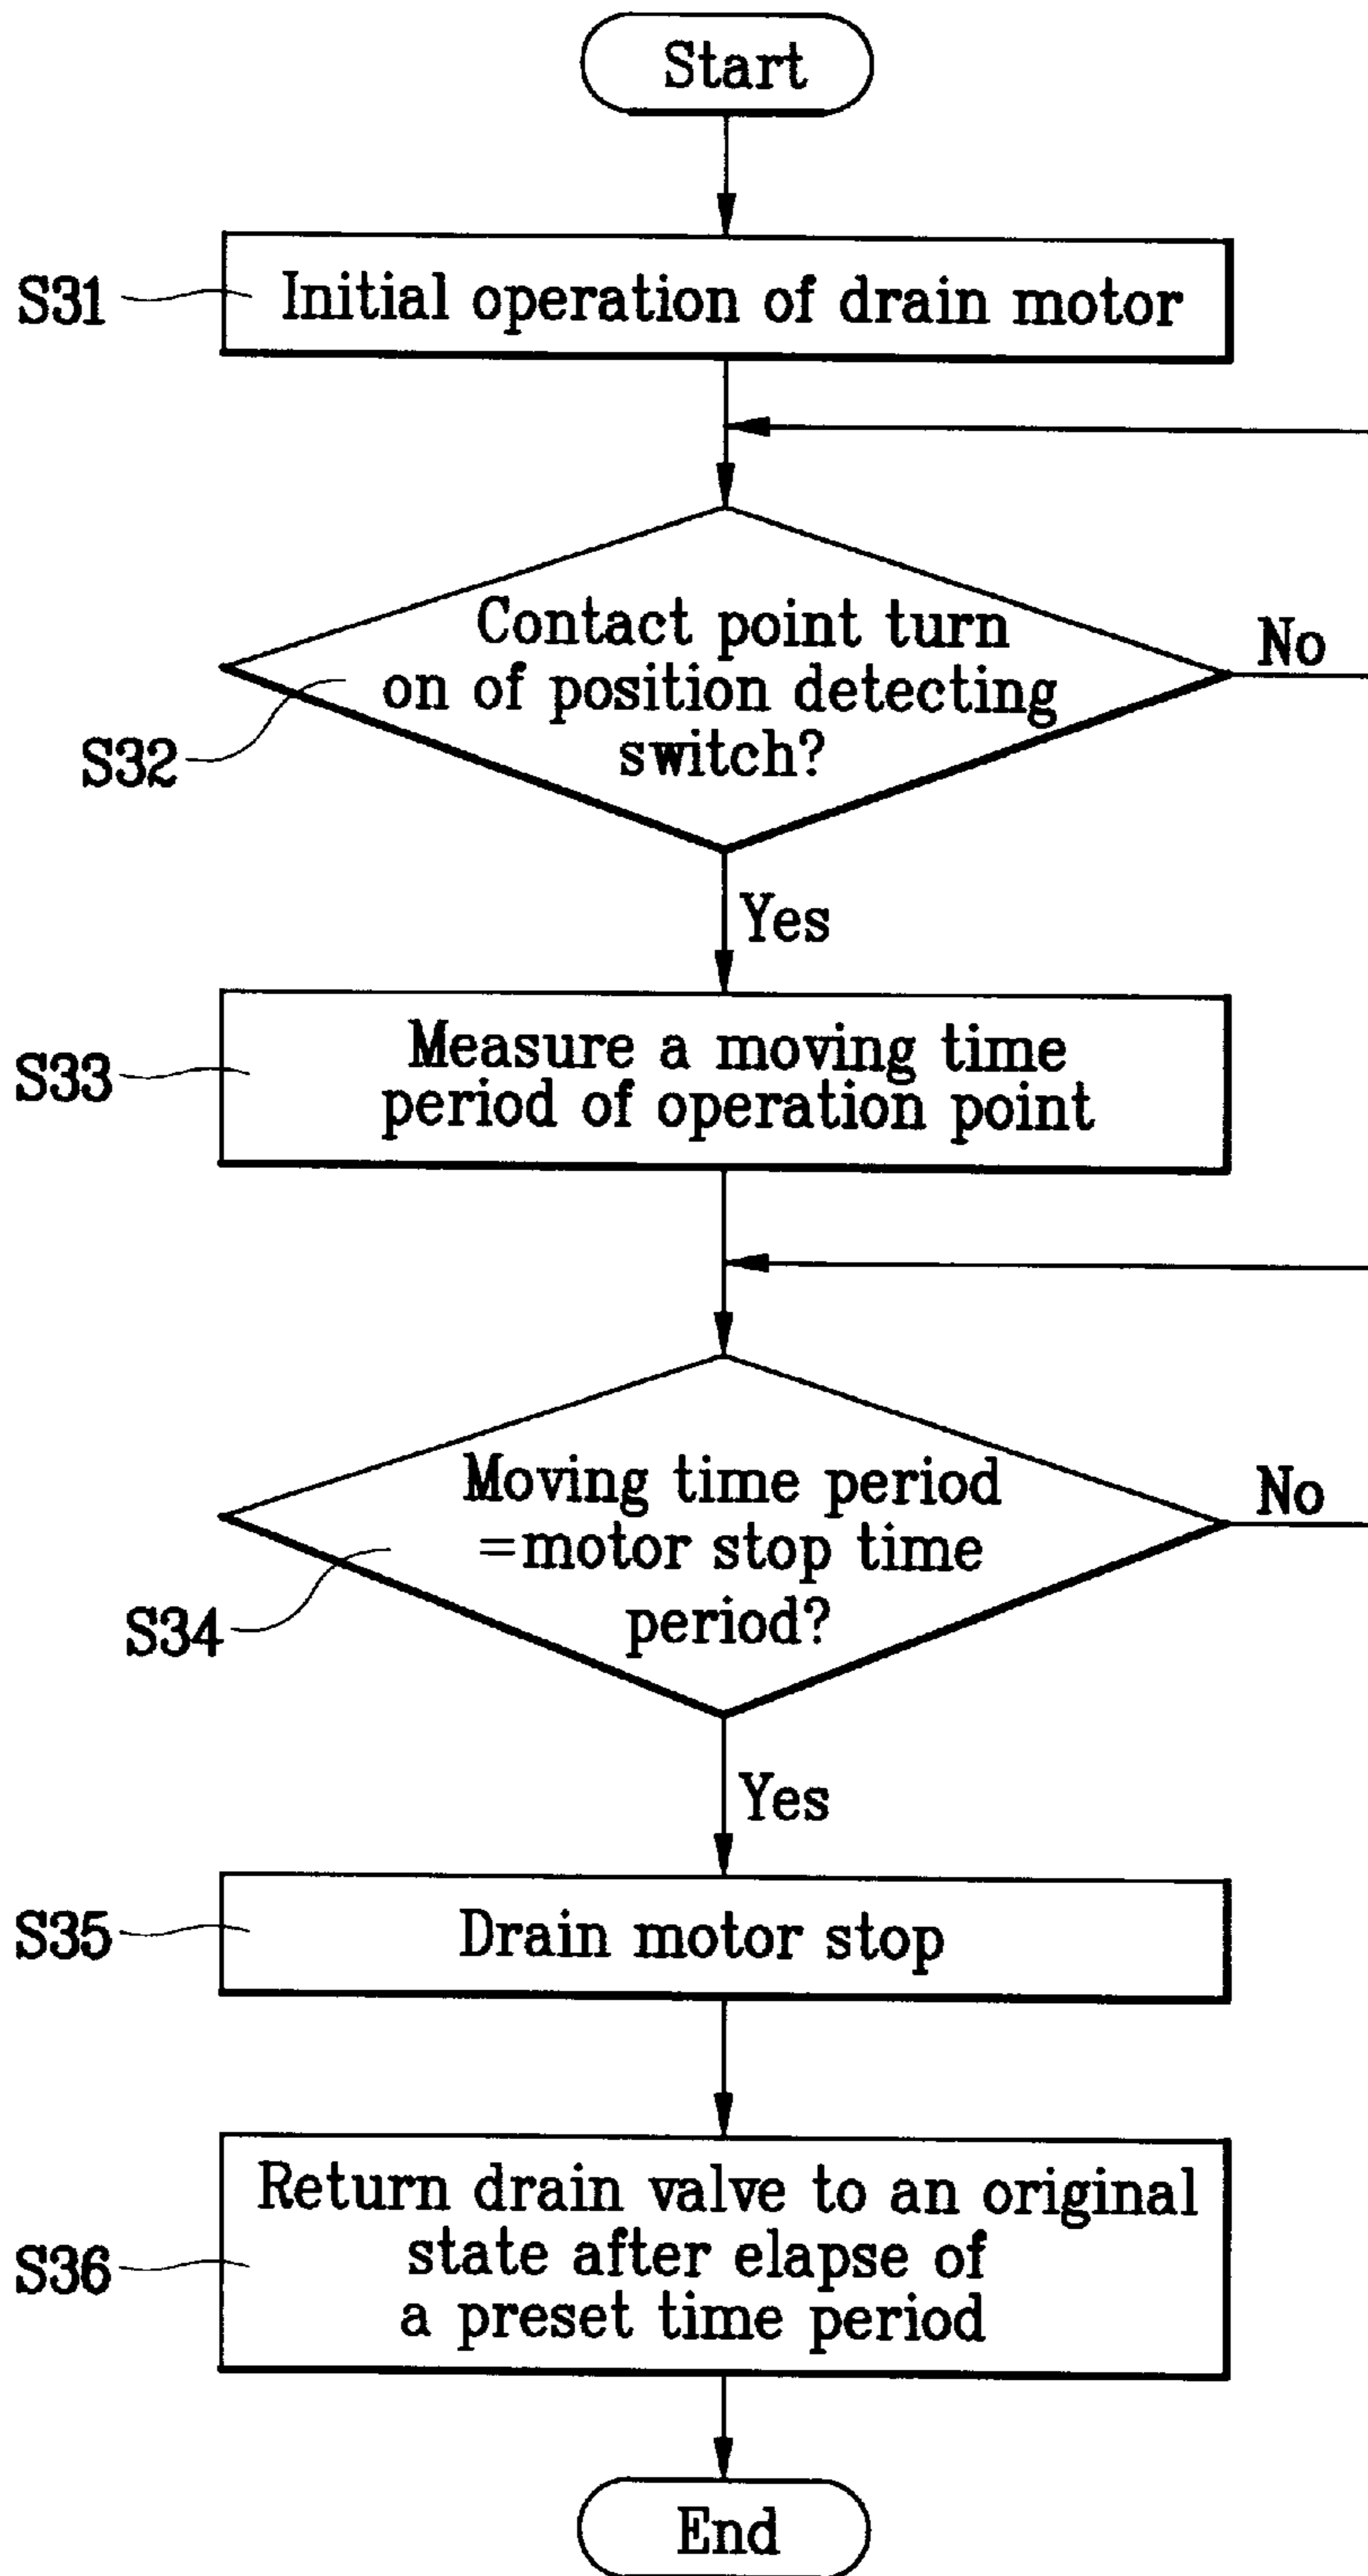 Start
S31
Initial operation of drain motor
Contact point turn
on of position detecting
switch?
No
S32
Yes
S33
Measure a moving time
period of operation point
Moving time period
=motor stop time
period?
No
S34
Yes
S35
Drain motor stop
S36
Return drain valve to an original
state after elapse of
a preset time period
End